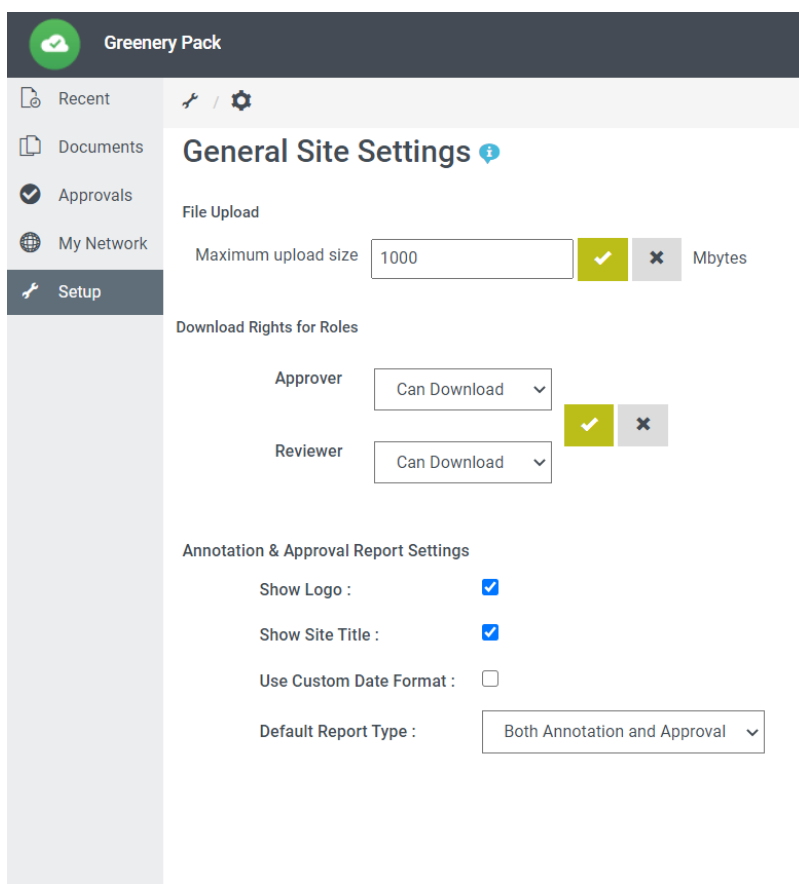 Greenery Pack
Recent
Documents
Approvals
My Network
Setup
/
General Site Settings
File Upload
Maximum upload size 1000 Mbytes
Download Rights for Roles
Approver Can Download
Reviewer Can Download
Annotation & Approval Report Settings
Show Logo :
Show Site Title :
Use Custom Date Format :
Default Report Type : Both Annotation and Approval